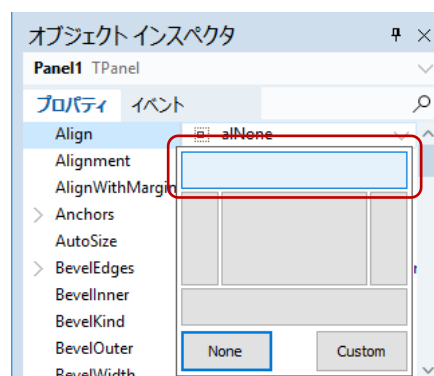 オブジェクト インスペクタ
Panel1 TPanel
プロパティ イベント
Align alNone
Alignment
AlignWithMargin
Anchors
AutoSize
BevelEdges
BevelInner
BevelKind
BevelOuter
None Custom
BevelWidth